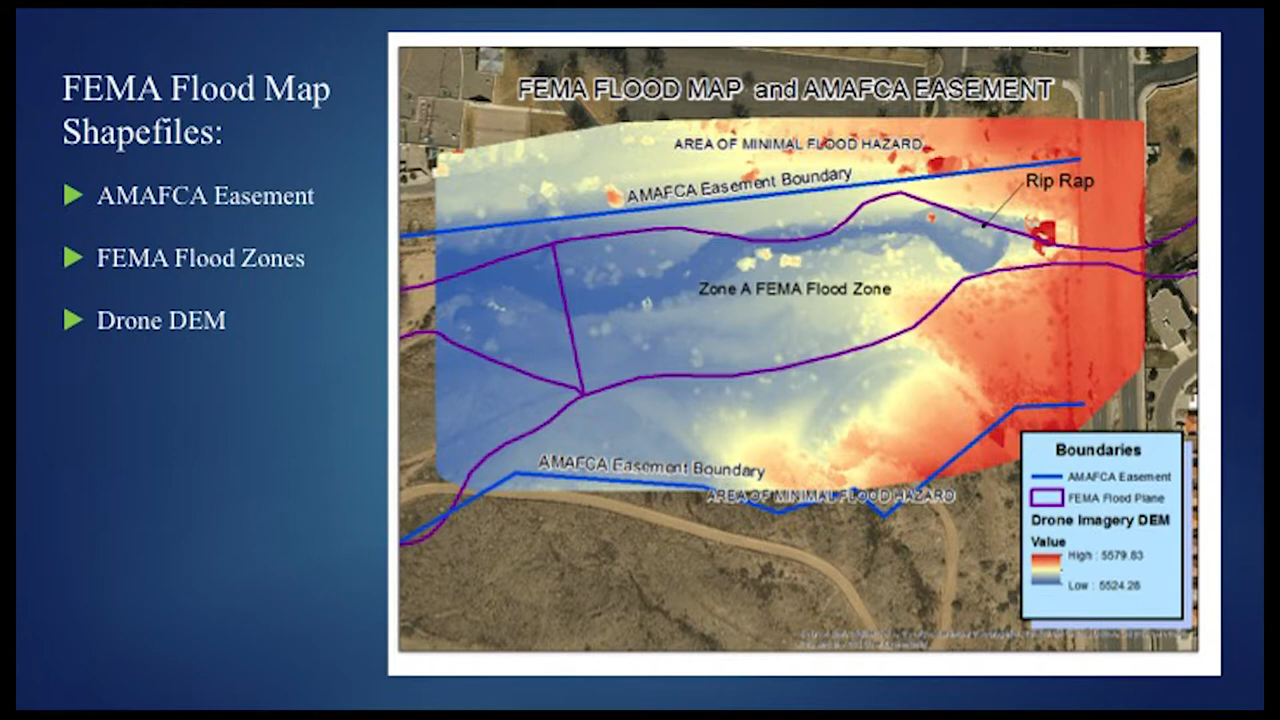 FEMA Flood Map
Shapefiles:
AMAFCA Easement
FEMA Flood Zones
Drone DEM
FEMA FLOOD MAP and AMAFCA EASEMENT
AREA OF MINIMAL FLOOD HAZARD
AMAFCA Easement Boundary
Rip Rap
Zone A FEMA Flood Zone
AMAFCA Easement Boundary
AREA OF MINIMAL FLOOD HAZARD
Boundaries
AMAFCA Easement
FEMA Flood Plane
Drone Imagery DEM
Value
High : 5579.83
Low : 5524.28